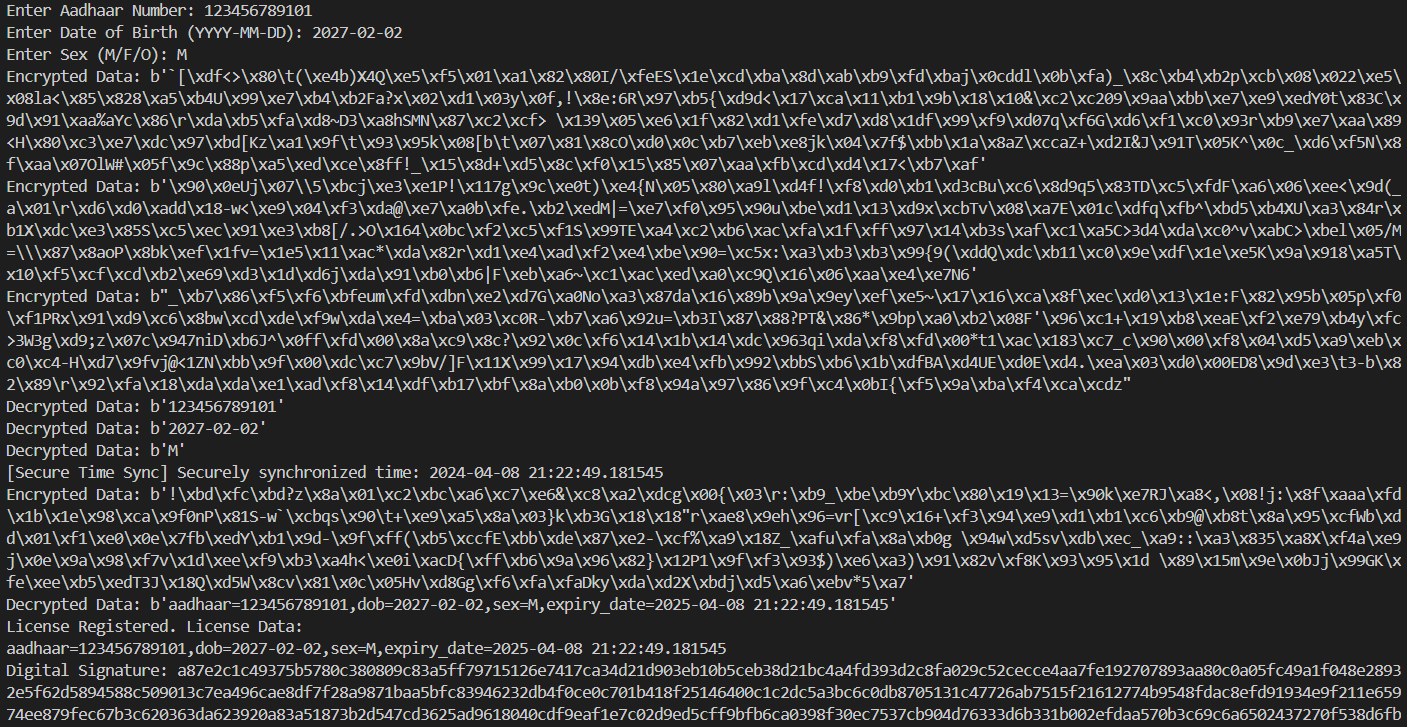 Enter Aadhaar Number: 123456789101
Enter Date of Birth (YYYY-MM-DD): 2027-02-02
Enter Sex (M/F/O): M
Encrypted Data: b'`[\xdf<>\x80\t(\xe4b)X4Q\xe5\xf5\x01\xa1\x82\x80I/\xfeES\x1e\xcd\xba\x8d\xab\xb9\xfd\xbaj\x0cddl\x0b\xfa)_\x8c\xb4\xb2p\xcb\x08\x022\xe5\
x08la<\x85\x828\xa5\xb4U\x99\xe7\xb4\xb2Fa?x\x02\xd1\x03y\x0f,!\x8e:6R\x97\xb5{\xd9d<\x17\xca\x11\xb1\x9b\x18\x10&\xc2\xc209\x9aa\xbb\xe7\xe9\xedY0t\x83C\x
9d\x91\xaa%aYc\x86\r\xda\xb5\xfa\xd8~D3\xa8hSMN\x87\xc2\xcf> \x139\x05\xe6\x1f\x82\xd1\xfe\xd7\xd8\x1df\x99\xf9\xd07q\xf6G\xd6\xf1\xc0\x93r\xb9\xe7\xaa\x89
<H\x80\xc3\xe7\xdc\x97\xbd[Kz\xa1\x9f\t\x93\x95k\x08[b\t\x07\x81\x8cO\xd0\x0c\xb7\xeb\xe8jk\x04\x7f$\xbb\x1a\x8aZ\xccaZ+\xd2I&J\x91T\x05K^\x0c_\xd6\xf5N\x8
f\xaa\x07OlW#\x05f\x9c\x88p\xa5\xed\xce\x8ff!_\x15\x8d+\xd5\x8c\xf0\x15\x85\x07\xaa\xfb\xcd\xd4\x17<\xb7\xaf'
Encrypted Data: b'\x90\x0eUj\x07\\5\xbcj\xe3\xe1P!\x117g\x9c\xe0t)\xe4{N\x05\x80\xa9l\xd4f!\xf8\xd0\xb1\xd3cBu\xc6\x8d9q5\x83TD\xc5\xfdF\xa6\x06\xee<\x9d(_
a\x01\r\xd6\xd0\xadd\x18-w<\xe9\x04\xf3\xda@\xe7\xa0b\xfe.\xb2\xedM|=\xe7\xf0\x95\x90u\xbe\xd1\x13\xd9x\xcbTv\x08\xa7E\x01c\xdfq\xfb^\xbd5\xb4XU\xa3\x84r\x
b1X\xdc\xe3\x85S\xc5\xec\x91\xe3\xb8[/.>O\x164\x0bc\xf2\xc5\xf1S\x99TE\xa4\xc2\xb6\xac\xfa\x1f\xff\x97\x14\xb3s\xaf\xc1\xa5C>3d4\xda\xc0^v\xabC>\xbel\x05/M
=\\\x87\x8aoP\x8bk\xef\x1fv=\x1e5\x11\xac*\xda\x82r\xd1\xe4\xad\xf2\xe4\xbe\x90=\xc5x:\xa3\xb3\xb3\x99{9(\xddQ\xdc\xb11\xc0\x9e\xdf\x1e\xe5K\x9a\x918\xa5T\
x10\xf5\xcf\xcd\xb2\xe69\xd3\x1d\xd6j\xda\x91\xb0\xb6|F\xeb\xa6~\xc1\xac\xed\xa0\xc9Q\x16\x06\xaa\xe4\xe7N6'
Encrypted Data: b"_\xb7\x86\xf5\xf6\xbfeum\xfd\xdbn\xe2\xd7G\xa0No\xa3\x87da\x16\x89b\x9a\x9ey\xef\xe5~\x17\x16\xca\x8f\xec\xd0\x13\x1e:F\x82\x95b\x05p\xf0
\xf1PRx\x91\xd9\xc6\x8bw\xcd\xde\xf9w\xda\xe4=\xba\x03\xc0R-\xb7\xa6\x92u=\xb3I\x87\x88?PT&\x86*\x9bp\xa0\xb2\x08F'\x96\xc1+\x19\xb8\xeaE\xf2\xe79\xb4y\xfc
>3W3g\xd9;z\x07c\x947niD\xb6J^\x0ff\xfd\x00\x8a\xc9\x8c?\x92\x0c\xf6\x14\x1b\x14\xdc\x963qi\xda\xf8\xfd\x00*t1\xac\x183\xc7_c\x90\x00\xf8\x04\xd5\xa9\xeb\x
c0\xc4-H\xd7\x9fvj@<1ZN\xbb\x9f\x00\xdc\xc7\x9bV/]F\x11X\x99\x17\x94\xdb\xe4\xfb\x992\xbbS\xb6\x1b\xdfBA\xd4UE\xd0E\xd4.\xea\x03\xd0\x00ED8\x9d\xe3\t3-b\x8
2\x89\r\x92\xfa\x18\xda\xda\xe1\xad\xf8\x14\xdf\xb17\xbf\x8a\xb0\x0b\xf8\x94a\x97\x86\x9f\xc4\x0bI{\xf5\x9a\xba\xf4\xca\xcdz"
Decrypted Data: b'123456789101'
Decrypted Data: b'2027-02-02'
Decrypted Data: b'M'
[Secure Time Sync] Securely synchronized time: 2024-04-08 21:22:49.181545
Encrypted Data: b'!\xbd\xfc\xbd?z\x8a\x01\xc2\xbc\xa6\xc7\xe6&\xc8\xa2\xdcg\x00{\x03\r:\xb9_\xbe\xb9Y\xbc\x80\x19\x13=\x90k\xe7RJ\xa8<,\x08!j:\x8f\xaaa\xfd
\x1b\x1e\x98\xca\x9f0nP\x81S-w`\xcbqs\x90\t+\xe9\xa5\x8a\x03}k\xb3G\x18\x18"r\xae8\x9eh\x96=vr[\xc9\x16+\xf3\x94\xe9\xd1\xb1\xc6\xb9@\xb8t\x8a\x95\xcfWb\xd
d\x01\xf1\xe0\x0e\x7fb\xedY\xb1\x9d-\x9f\xff(\xb5\xccfE\xbb\xde\x87\xe2-\xcf%\xa9\x18Z_\xafu\xfa\x8a\xb0g \x94w\xd5sv\xdb\xec_\xa9::\xa3\x835\xa8X\xf4a\xe9
j\x0e\x9a\x98\xf7v\x1d\xee\xf9\xb3\xa4h<\xe0i\xacD{\xff\xb6\x9a\x96\x82}\x12P1\x9f\xf3\x93$)\xe6\xa3)\x91\x82v\xf8K\x93\x95\x1d \x89\x15m\x9e\x0bJj\x99GK\x
fe\xee\xb5\xedT3J\x18Q\xd5W\x8cv\x81\x0c\x05Hv\xd8Gg\xf6\xfa\xfaDky\xda\xd2X\xbdj\xd5\xa6\xebv*5\xa7'
Decrypted Data: b'aadhaar=123456789101,dob=2027-02-02,sex=M,expiry_date=2025-04-08 21:22:49.181545'
License Registered. License Data:
aadhaar=123456789101,dob=2027-02-02,sex=M,expiry_date=2025-04-08 21:22:49.181545
Digital Signature: a87e2c1c49375b5780c380809c83a5ff79715126e7417ca34d21d903eb10b5ceb38d21bc4a4fd393d2c8fa029c52cecce4aa7fe192707893aa80c0a05fc49a1f048e2893
2e5f62d5894588c509013c7ea496cae8df7f28a9871baa5bfc83946232db4f0ce0c701b418f25146400c1c2dc5a3bc6c0db8705131c47726ab7515f21612774b9548fdac8efd91934e9f211e659
74ee879fec67b3c620363da623920a83a51873b2d547cd3625ad9618040cdf9eaf1e7c02d9ed5cff9bfb6ca0398f30ec7537cb904d76333d6b331b002efdaa570b3c69c6a6502437270f538d6fb